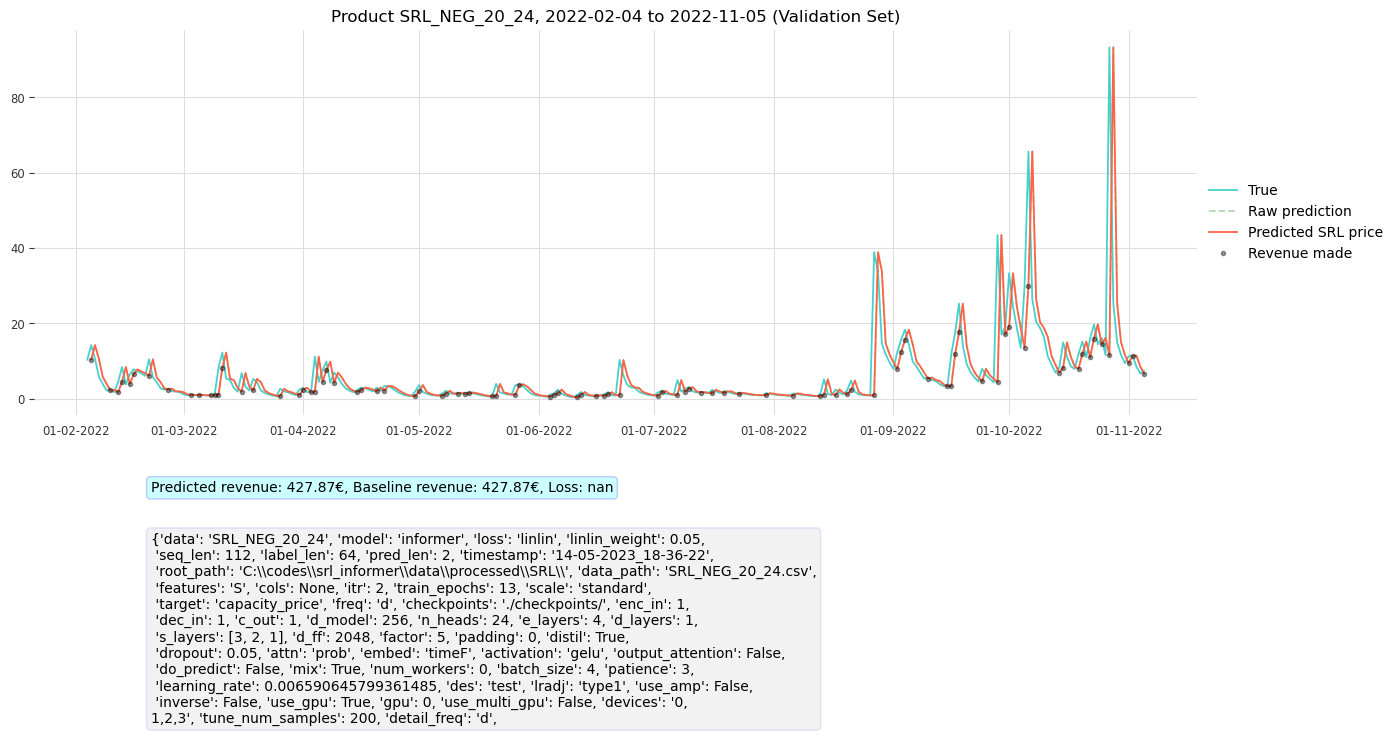 Product SRL_NEG_20_24, 2022-02-04 to 2022-11-05 (Validation Set)
80
60
40
20
0
01-02-2022 01-03-2022 01-04-2022 01-05-2022 01-06-2022 01-07-2022 01-08-2022 01-09-2022 01-10-2022 01-11-2022
True
Raw prediction
Predicted SRL price
Revenue made
Predicted revenue: 427.87€, Baseline revenue: 427.87€, Loss: nan
{'data': 'SRL_NEG_20_24', 'model': 'informer', 'loss': 'linlin', 'linlin_weight': 0.05,
'seq_len': 112, 'label_len': 64, 'pred_len': 2, 'timestamp': '14-05-2023_18-36-22',
'root_path': 'C:\\codes\\srl_informer\\data\\processed\\SRL\\', 'data_path': 'SRL_NEG_20_24.csv',
'features': 'S', 'cols': None, 'itr': 2, 'train_epochs': 13, 'scale': 'standard',
'target': 'capacity_price', 'freq': 'd', 'checkpoints': './checkpoints/', 'enc_in': 1,
'dec_in': 1, 'c_out': 1, 'd_model': 256, 'n_heads': 24, 'e_layers': 4, 'd_layers': 1,
's_layers': [3, 2, 1], 'd_ff': 2048, 'factor': 5, 'padding': 0, 'distil': True,
'dropout': 0.05, 'attn': 'prob', 'embed': 'timeF', 'activation': 'gelu', 'output_attention': False,
'do_predict': False, 'mix': True, 'num_workers': 0, 'batch_size': 4, 'patience': 3,
'learning_rate': 0.006590645799361485, 'des': 'test', 'lradj': 'type1', 'use_amp': False,
'inverse': False, 'use_gpu': True, 'gpu': 0, 'use_multi_gpu': False, 'devices': '0,
1,2,3', 'tune_num_samples': 200, 'detail_freq': 'd',